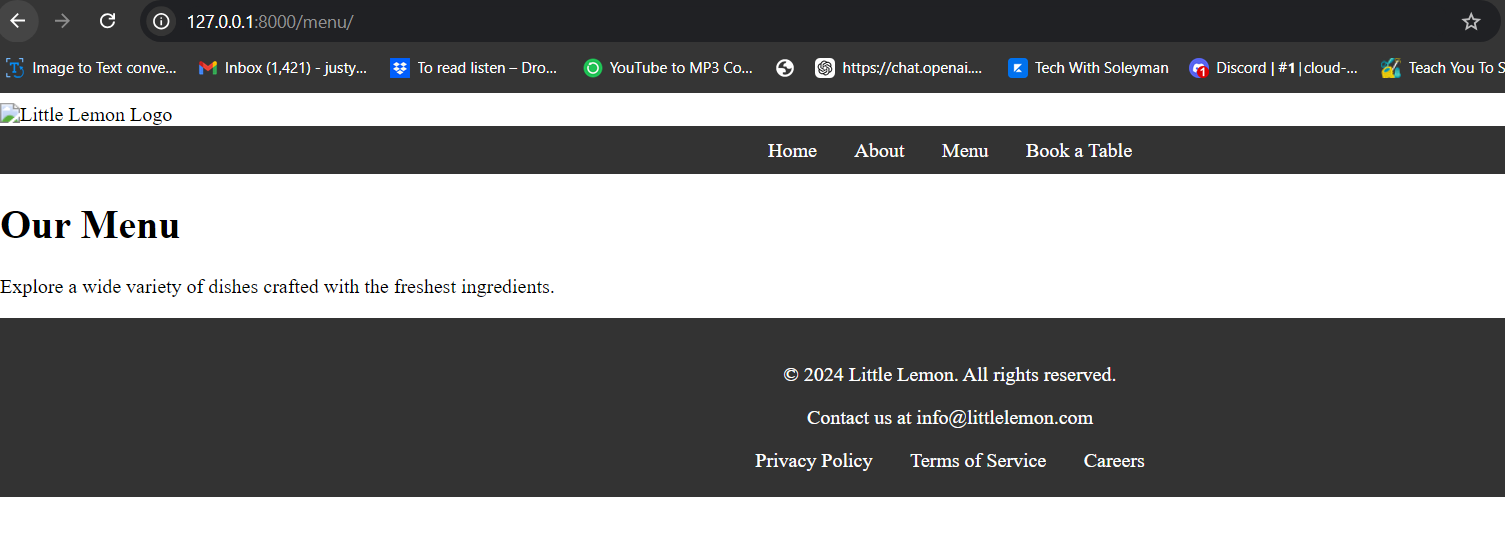 127.0.0.1:8000/menu/
Image to Text conve... Inbox (1,421) - justy... To read listen – Dro... YouTube to MP3 Co... https://chat.openai.... Tech With Soleyman Discord | #1 | cloud-... Teach You To S
Little Lemon Logo
Home About Menu Book a Table
Our Menu
Explore a wide variety of dishes crafted with the freshest ingredients.
© 2024 Little Lemon. All rights reserved.
Contact us at info@littlelemon.com
Privacy Policy Terms of Service Careers